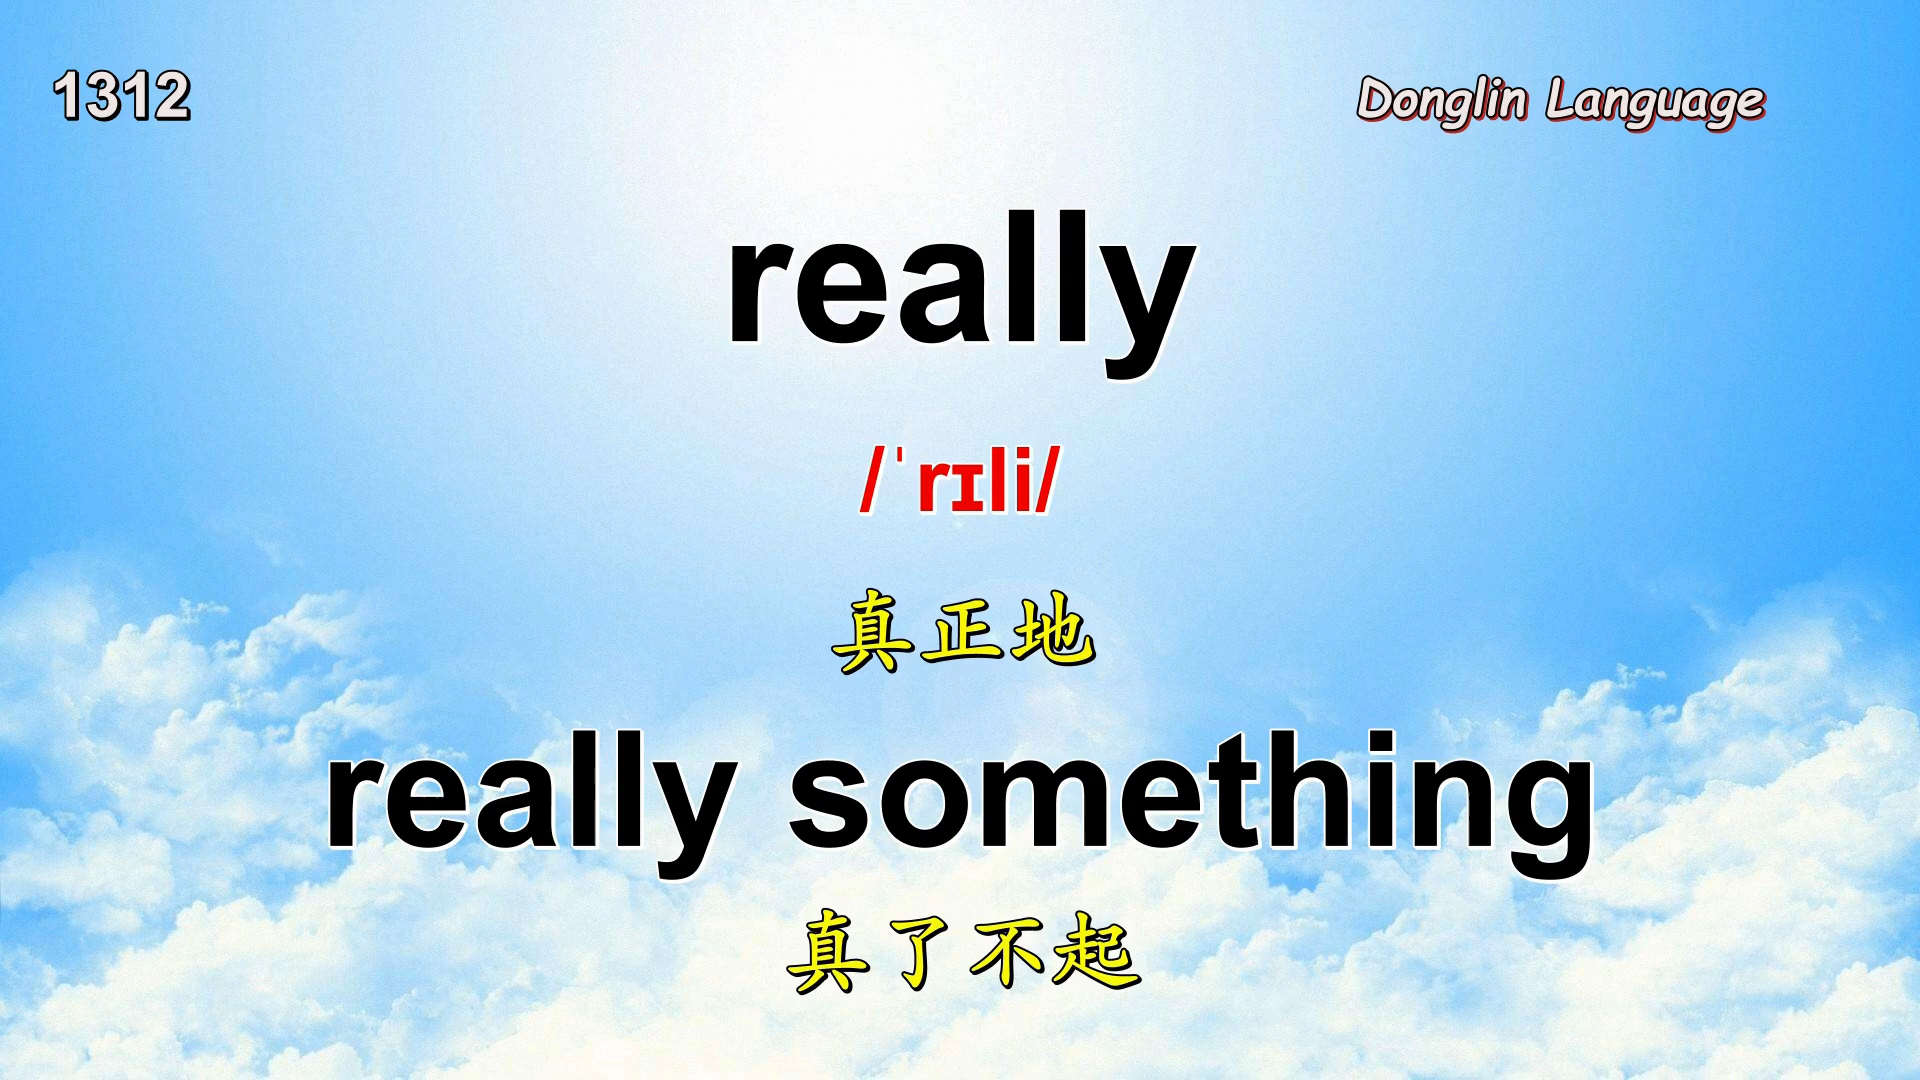 1312
Donglin Language
really
/ˈrɪli/
真正地
really something
真了不起